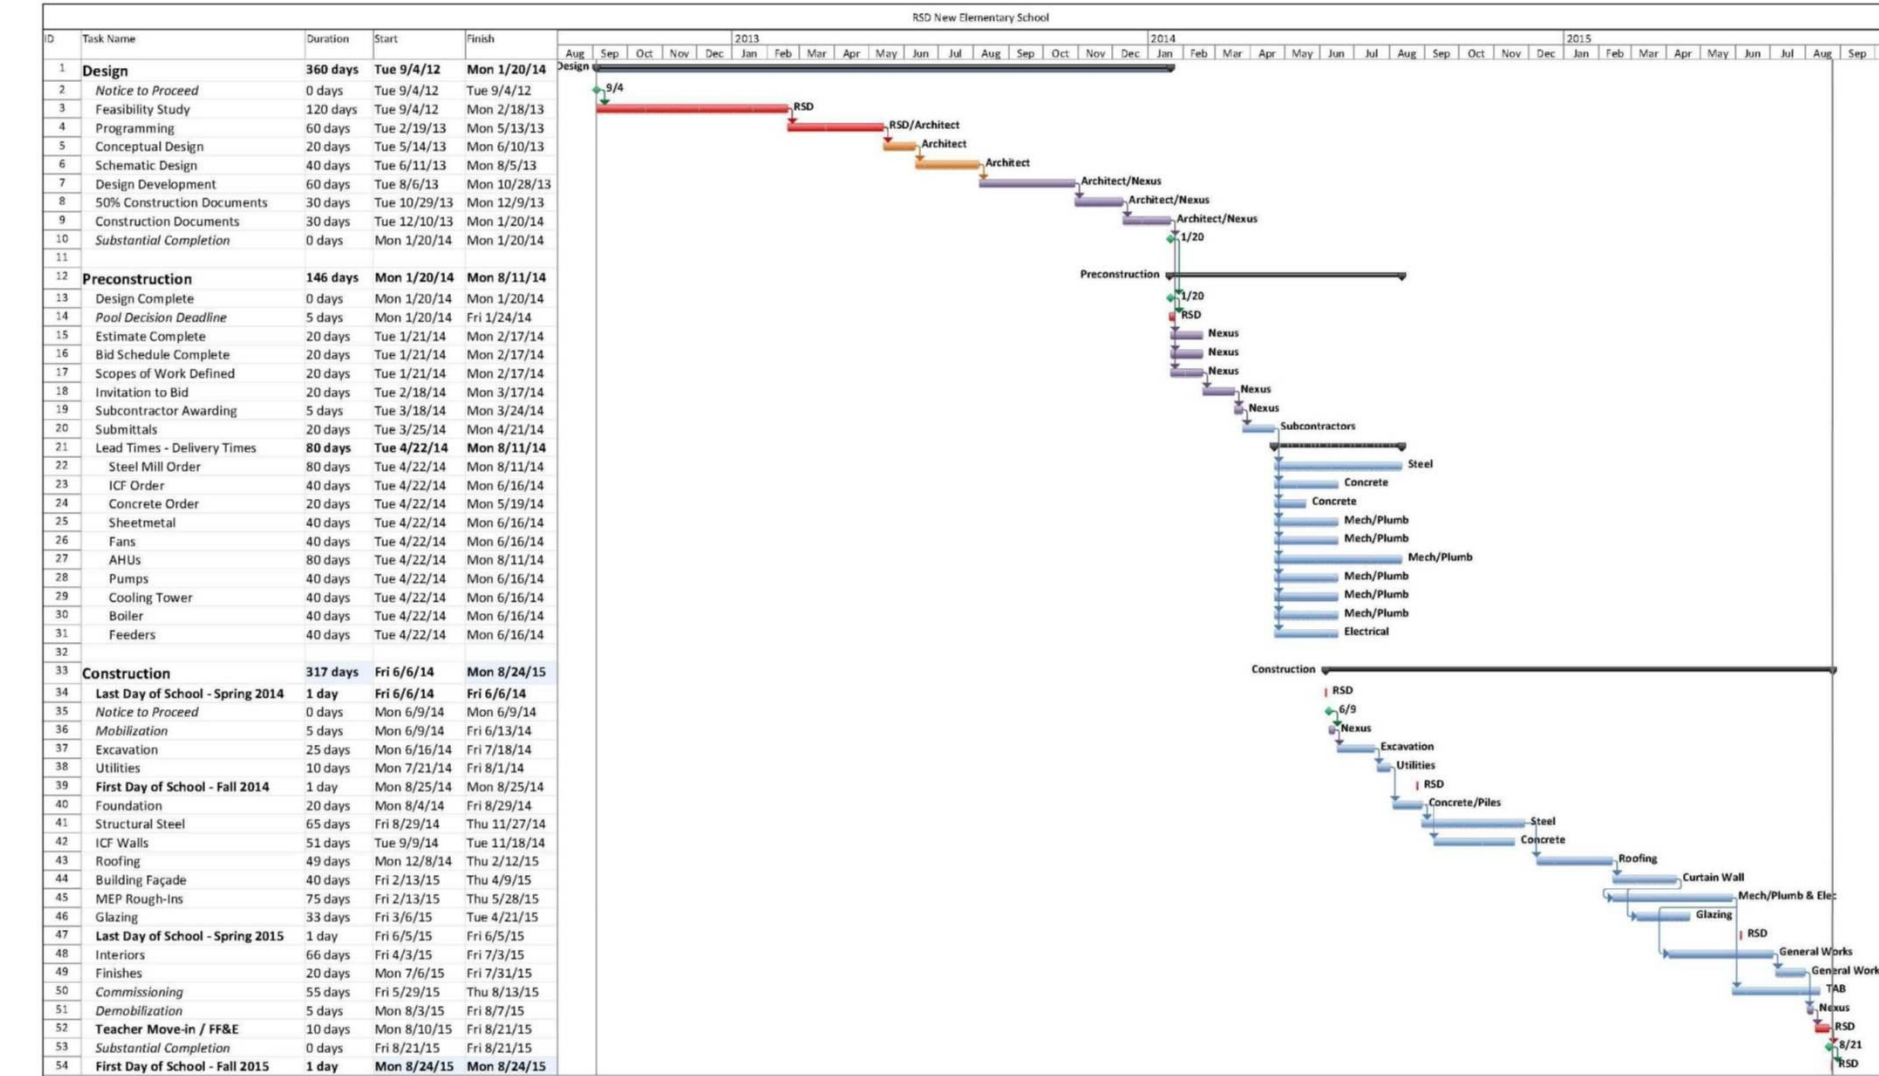 RSD New Elementary School
ID Task Name Duration Start Finish
2013 2014 2015
Aug Sep Oct Nov Dec Jan Feb Mar Apr May Jun Jul Aug Sep Oct Nov Dec Jan Feb Mar Apr May Jun Jul Aug Sep Oct Nov Dec Jan Feb Mar Apr May Jun Jul Aug Sep
1 Design 360 days Tue 9/4/12 Mon 1/20/14 Design
2 Notice to Proceed 0 days Tue 9/4/12 Tue 9/4/12 9/4
3 Feasibility Study 120 days Tue 9/4/12 Mon 2/18/13 RSD
4 Programming 60 days Tue 2/19/13 Mon 5/13/13 RSD/Architect
5 Conceptual Design 20 days Tue 5/14/13 Mon 6/10/13 Architect
6 Schematic Design 40 days Tue 6/11/13 Mon 8/5/13 Architect
7 Design Development 60 days Tue 8/6/13 Mon 10/28/13 Architect/Nexus
8 50% Construction Documents 30 days Tue 10/29/13 Mon 12/9/13 Architect/Nexus
9 Construction Documents 30 days Tue 12/10/13 Mon 1/20/14 Architect/Nexus
10 Substantial Completion 0 days Mon 1/20/14 Mon 1/20/14 1/20
11
12 Preconstruction 146 days Mon 1/20/14 Mon 8/11/14 Preconstruction
13 Design Complete 0 days Mon 1/20/14 Mon 1/20/14 1/20
14 Pool Decision Deadline 5 days Mon 1/20/14 Fri 1/24/14 RSD
15 Estimate Complete 20 days Tue 1/21/14 Mon 2/17/14 Nexus
16 Bid Schedule Complete 20 days Tue 1/21/14 Mon 2/17/14 Nexus
17 Scopes of Work Defined 20 days Tue 1/21/14 Mon 2/17/14 Nexus
18 Invitation to Bid 20 days Tue 2/18/14 Mon 3/17/14 Nexus
19 Subcontractor Awarding 5 days Tue 3/18/14 Mon 3/24/14 Nexus
20 Submittals 20 days Tue 3/25/14 Mon 4/21/14 Subcontractors
21 Lead Times - Delivery Times 80 days Tue 4/22/14 Mon 8/11/14
22 Steel Mill Order 80 days Tue 4/22/14 Mon 8/11/14 Steel
23 ICF Order 40 days Tue 4/22/14 Mon 6/16/14 Concrete
24 Concrete Order 20 days Tue 4/22/14 Mon 5/19/14 Concrete
25 Sheetmetal 40 days Tue 4/22/14 Mon 6/16/14 Mech/Plumb
26 Fans 40 days Tue 4/22/14 Mon 6/16/14 Mech/Plumb
27 AHUs 80 days Tue 4/22/14 Mon 8/11/14 Mech/Plumb
28 Pumps 40 days Tue 4/22/14 Mon 6/16/14 Mech/Plumb
29 Cooling Tower 40 days Tue 4/22/14 Mon 6/16/14 Mech/Plumb
30 Boiler 40 days Tue 4/22/14 Mon 6/16/14 Mech/Plumb
31 Feeders 40 days Tue 4/22/14 Mon 6/16/14 Electrical
32
33 Construction 317 days Fri 6/6/14 Mon 8/24/15 Construction
34 Last Day of School - Spring 2014 1 day Fri 6/6/14 Fri 6/6/14 RSD
35 Notice to Proceed 0 days Mon 6/9/14 Mon 6/9/14 6/9
36 Mobilization 5 days Mon 6/9/14 Fri 6/13/14 Nexus
37 Excavation 25 days Mon 6/16/14 Fri 7/18/14 Excavation
38 Utilities 10 days Mon 7/21/14 Fri 8/1/14 Utilities
39 First Day of School - Fall 2014 1 day Mon 8/25/14 Mon 8/25/14 RSD
40 Foundation 20 days Mon 8/4/14 Fri 8/29/14 Concrete/Piles
41 Structural Steel 65 days Fri 8/29/14 Thu 11/27/14 Steel
42 ICF Walls 51 days Tue 9/9/14 Tue 11/18/14 Concrete
43 Roofing 49 days Mon 12/8/14 Thu 2/12/15 Roofing
44 Building Façade 40 days Fri 2/13/15 Thu 4/9/15 Curtain Wall
45 MEP Rough-Ins 75 days Fri 2/13/15 Thu 5/28/15 Mech/Plumb & Elec
46 Glazing 33 days Fri 3/6/15 Tue 4/21/15 Glazing
47 Last Day of School - Spring 2015 1 day Fri 6/5/15 Fri 6/5/15 RSD
48 Interiors 66 days Fri 4/3/15 Fri 7/3/15 General Works
49 Finishes 20 days Mon 7/6/15 Fri 7/31/15 General Work
50 Commissioning 55 days Fri 5/29/15 Thu 8/13/15 TAB
51 Demobilization 5 days Mon 8/3/15 Fri 8/7/15 Nexus
52 Teacher Move-in / FF&E 10 days Mon 8/10/15 Fri 8/21/15 RSD
53 Substantial Completion 0 days Fri 8/21/15 Fri 8/21/15 8/21
54 First Day of School - Fall 2015 1 day Mon 8/24/15 Mon 8/24/15 RSD